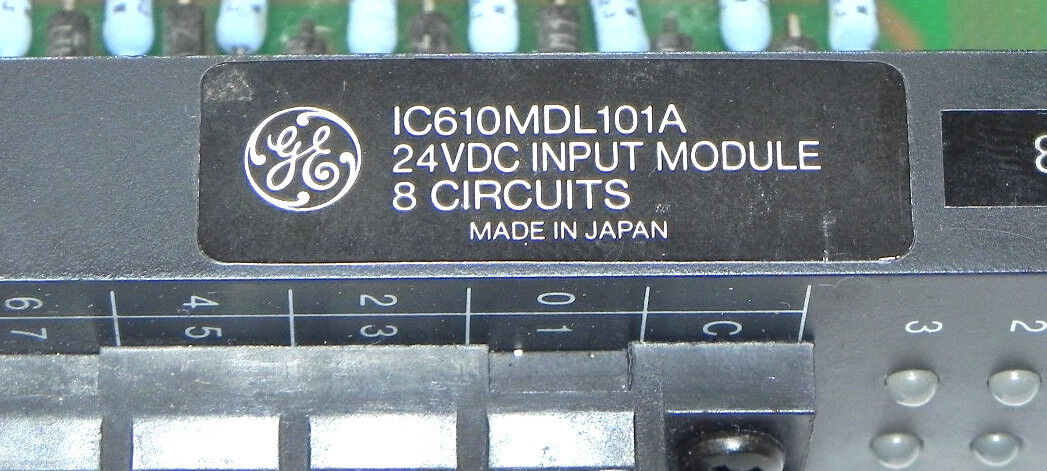 GE
IC610MDL101A
24VDC INPUT MODULE
8 CIRCUITS
MADE IN JAPAN
6 4 2 0
7 5 3 1 C
3 2